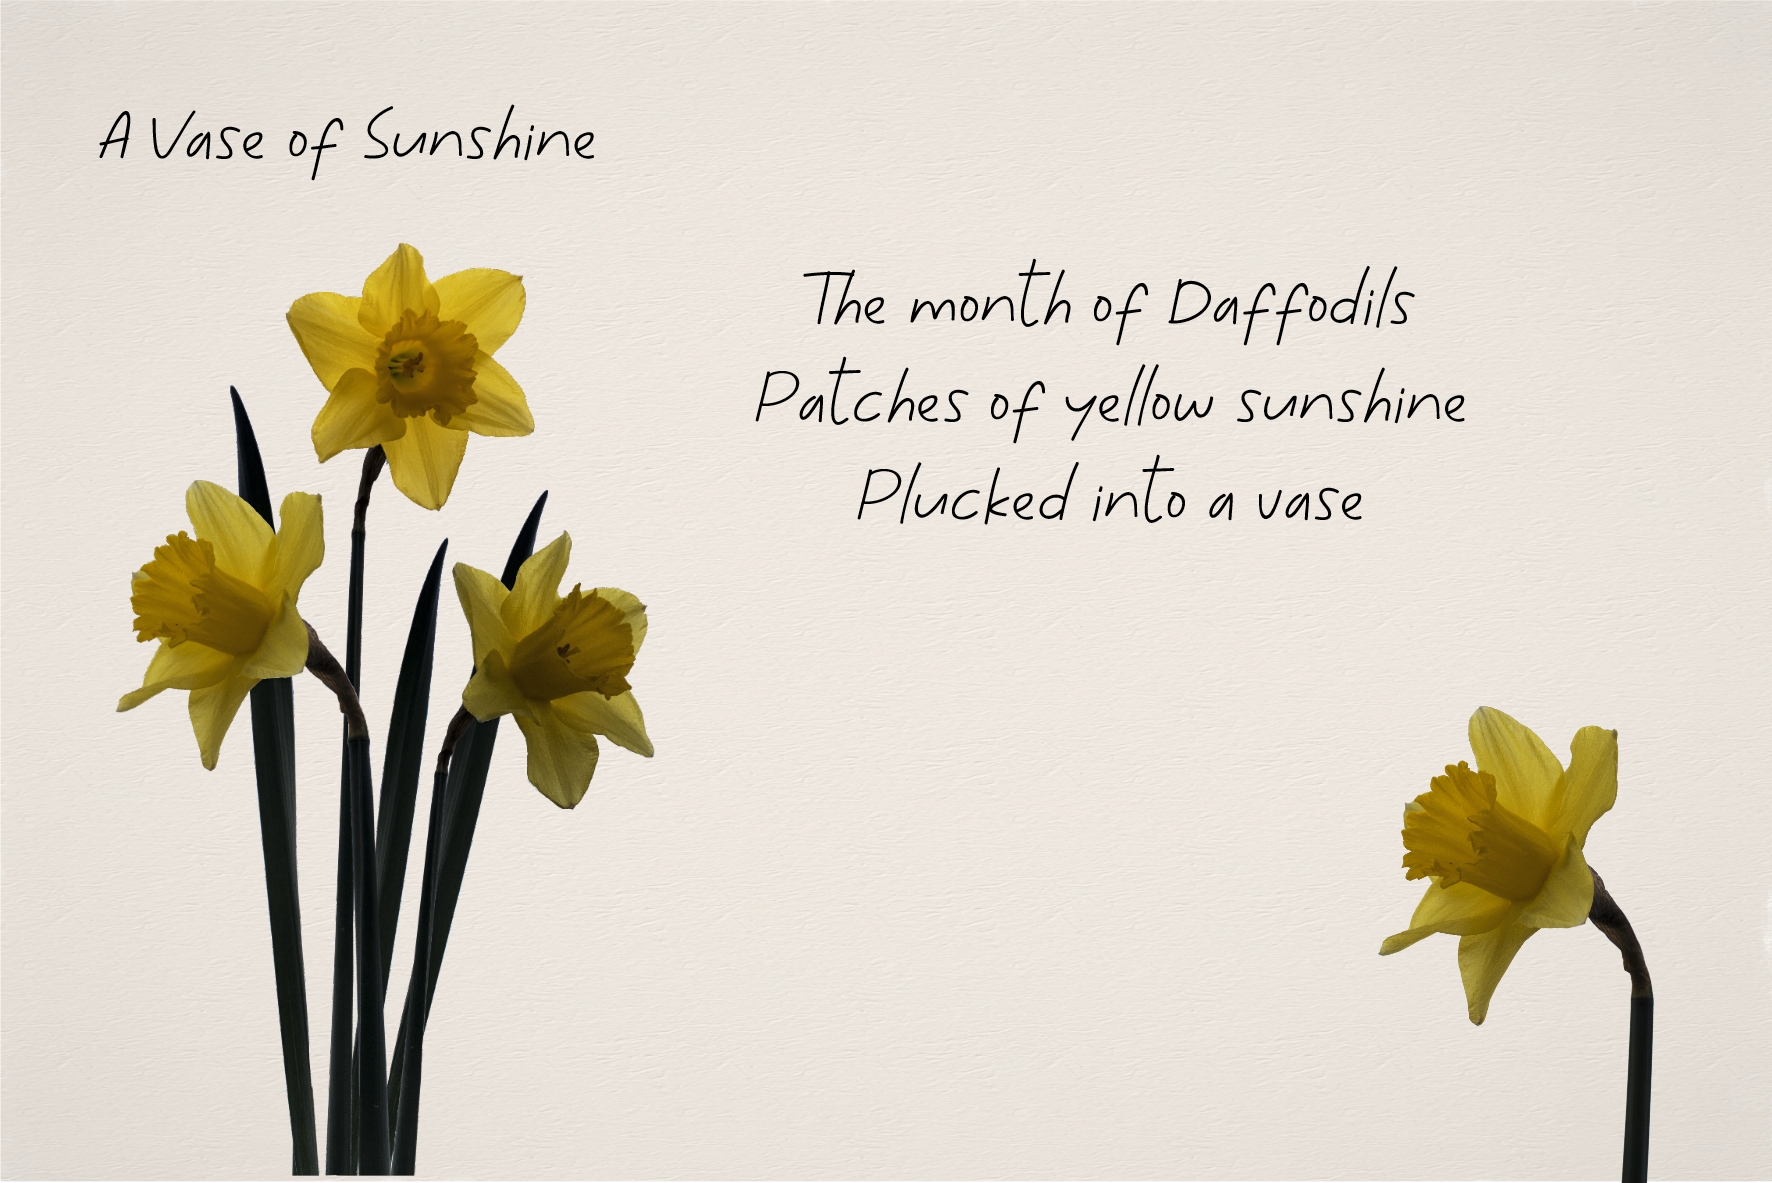 A Vase of Sunshine
The month of Daffodils
Patches of yellow sunshine
Plucked into a vase